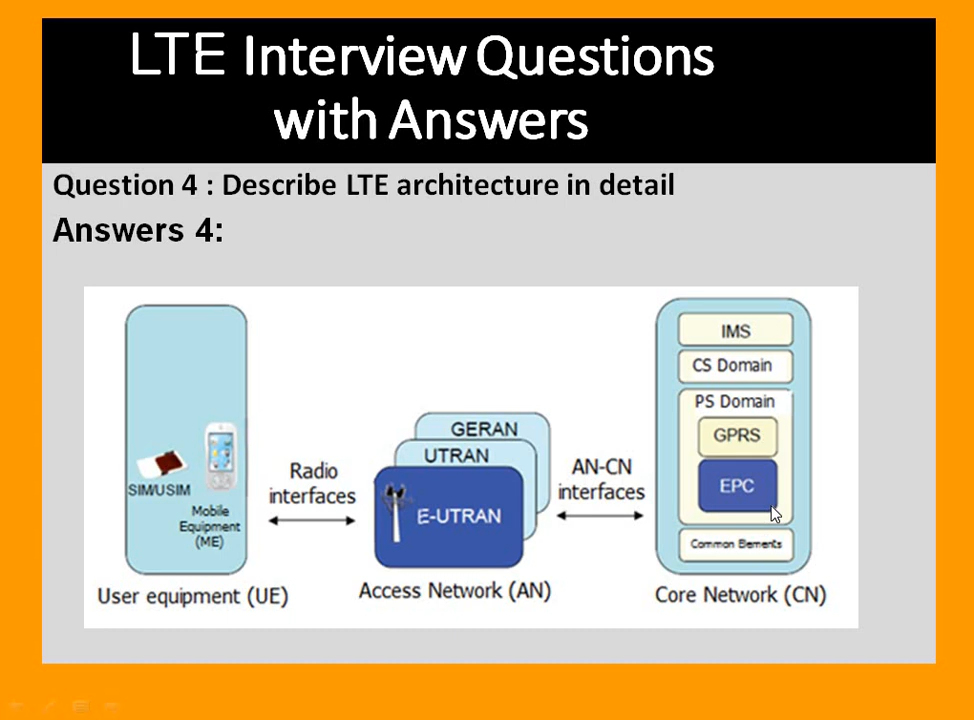 LTE Interview Questions
with Answers
Question 4 : Describe LTE architecture in detail
Answers 4:
SIM/USIM
Mobile
Equipment
(ME)
User equipment (UE)
Radio
interfaces
GERAN
UTRAN
E-UTRAN
Access Network (AN)
AN-CN
interfaces
IMS
CS Domain
PS Domain
GPRS
EPC
Common Elements
Core Network (CN)